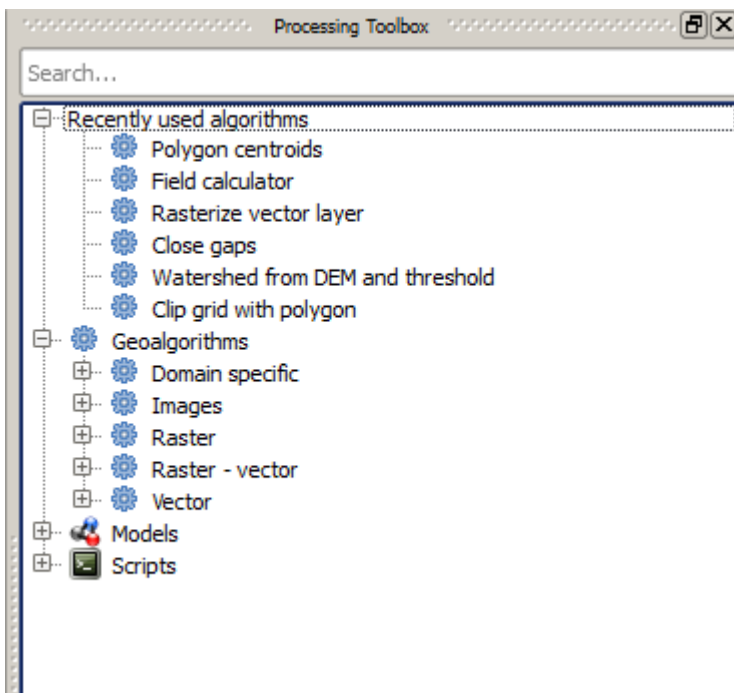 Processing Toolbox
Search...
Recently used algorithms
Polygon centroids
Field calculator
Rasterize vector layer
Close gaps
Watershed from DEM and threshold
Clip grid with polygon
Geoalgorithms
Domain specific
Images
Raster
Raster - vector
Vector
Models
Scripts